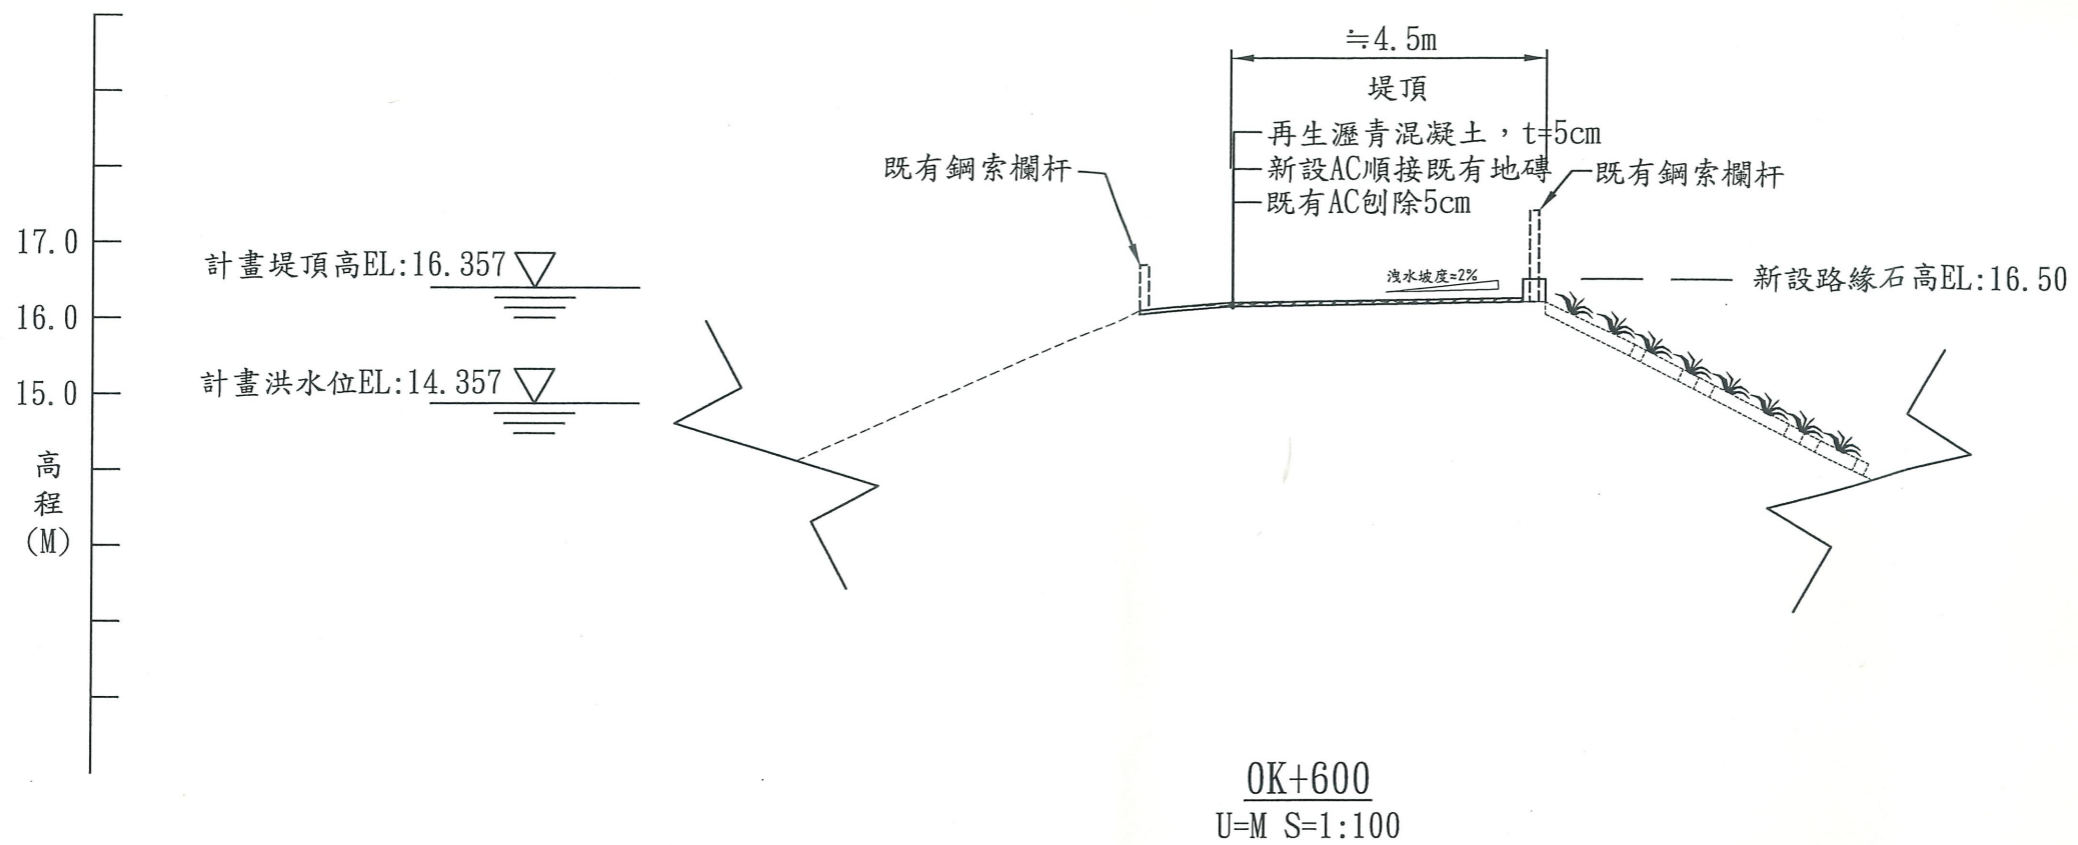 ≒4.5m
堤頂
再生瀝青混凝土，t=5cm
新設AC順接既有地磚
既有AC刨除5cm
既有鋼索欄杆
既有鋼索欄杆
17.0
16.0
15.0
高
程
(M)
計畫堤頂高EL:16.357
計畫洪水位EL:14.357
洩水坡度=2%
新設路緣石高EL:16.50
0K+600
U=M S=1:100